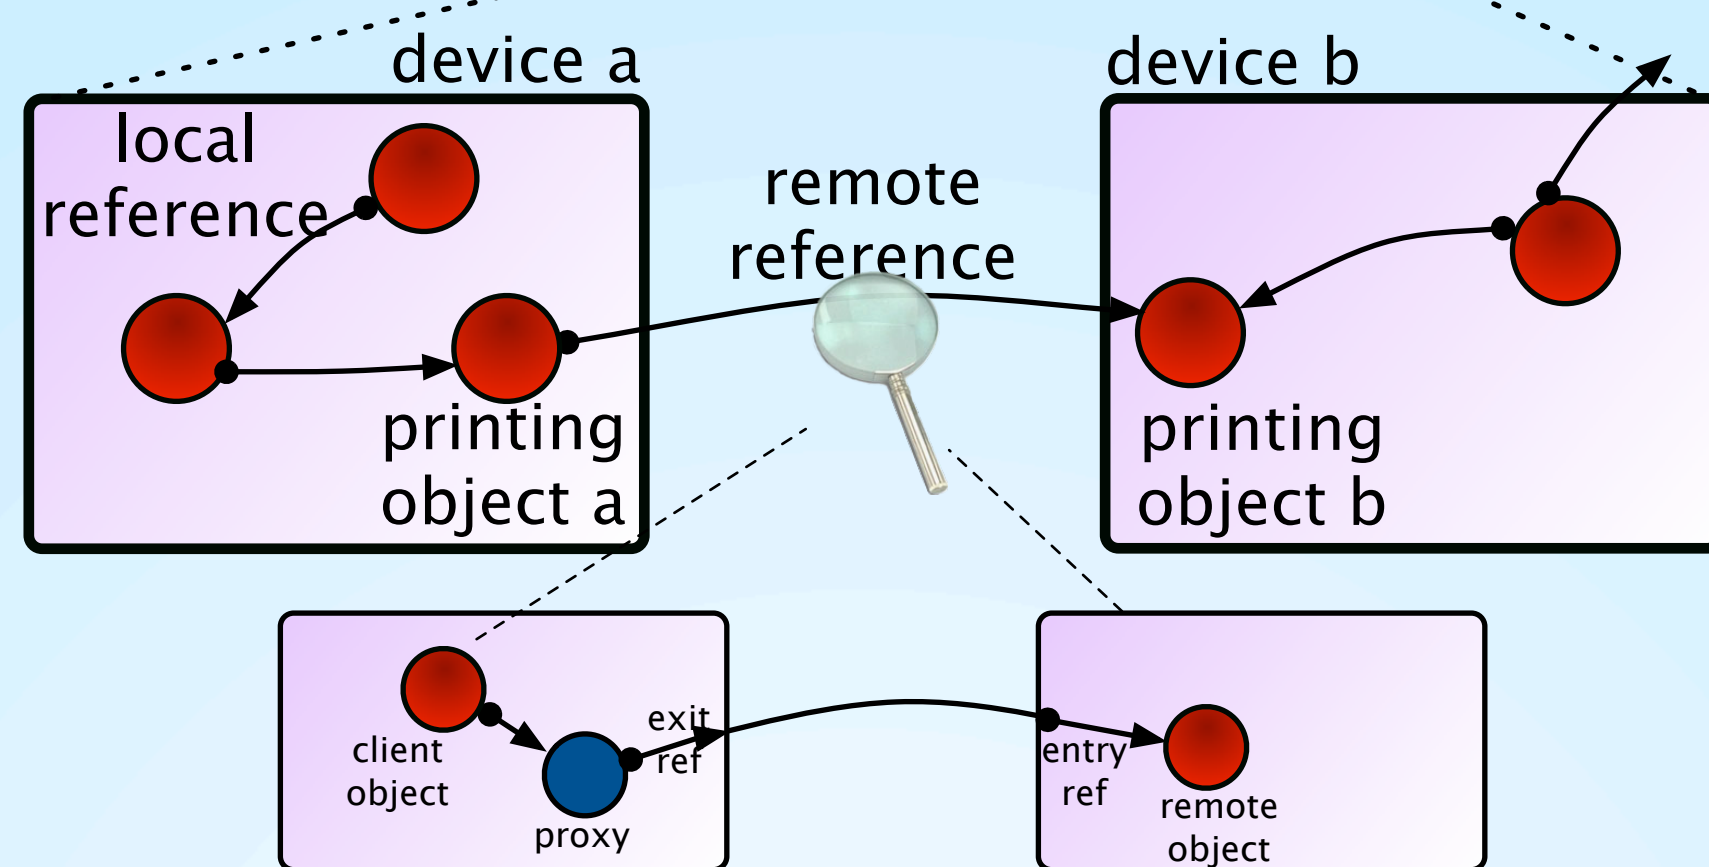 device a
device b
local
reference
remote
reference
printing
object a
printing
object b
exit
ref
client
object
proxy
entry
ref
remote
object